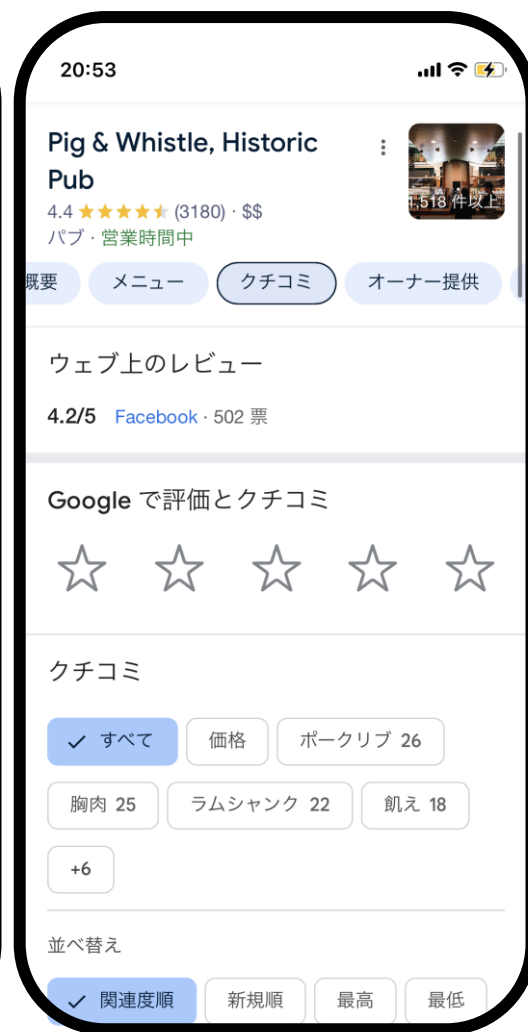 20:53
Pig & Whistle, Historic
Pub
1,518 件以上
4.4 ★★★★★ (3180) · $$
パブ · 営業時間中
概要 メニュー クチコミ オーナー提供
ウェブ上のレビュー
4.2/5 Facebook · 502 票
Google で評価とクチコミ
クチコミ
すべて 価格 ポークリブ 26
胸肉 25 ラムシャンク 22 飢え 18
+6
並べ替え
関連度順 新規順 最高 最低